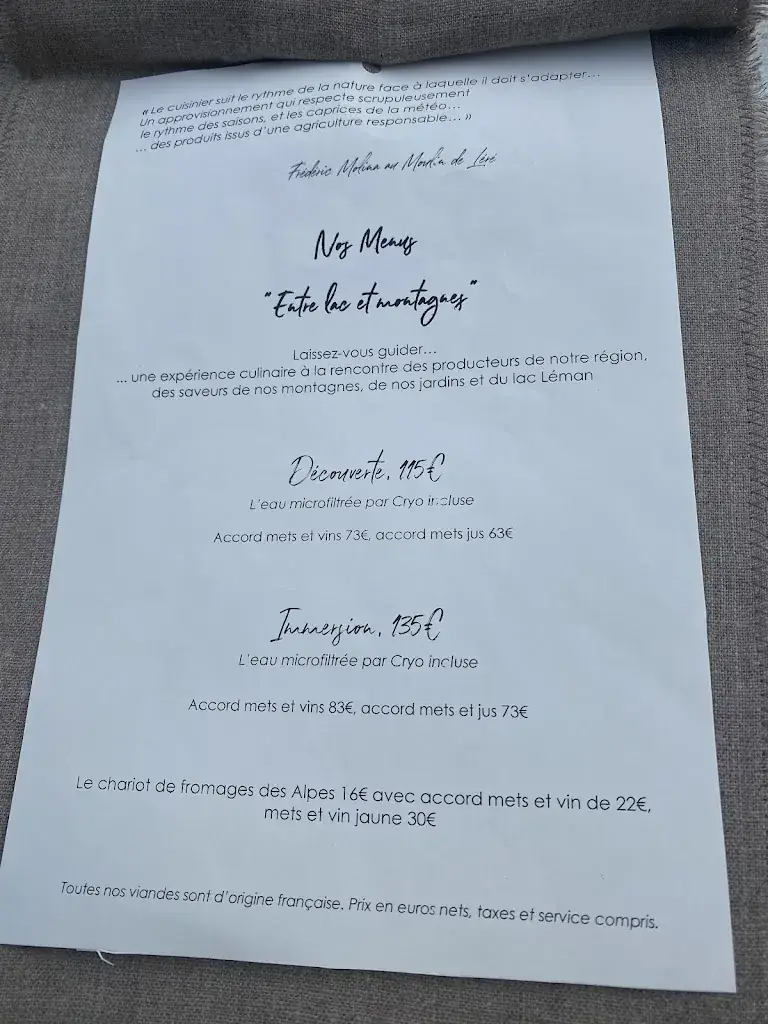 « Le cuisinier suit le rythme de la nature face à laquelle il doit s'adapter…
Un approvisionnement qui respecte scrupuleusement
le rythme des saisons, et les caprices de la météo…
… des produits issus d'une agriculture responsable… »
Frédéric Molina au Moulin de Léré
Nos Menus
"Entre lac et montagnes"
Laissez-vous guider…
... une expérience culinaire à la rencontre des producteurs de notre région,
des saveurs de nos montagnes, de nos jardins et du lac Léman
Découverte, 115€
L'eau microfiltrée par Cryo incluse
Accord mets et vins 73€, accord mets jus 63€
Immersion, 135€
L'eau microfiltrée par Cryo incluse
Accord mets et vins 83€, accord mets et jus 73€
Le chariot de fromages des Alpes 16€ avec accord mets et vin de 22€,
mets et vin jaune 30€
Toutes nos viandes sont d'origine française. Prix en euros nets, taxes et service compris.